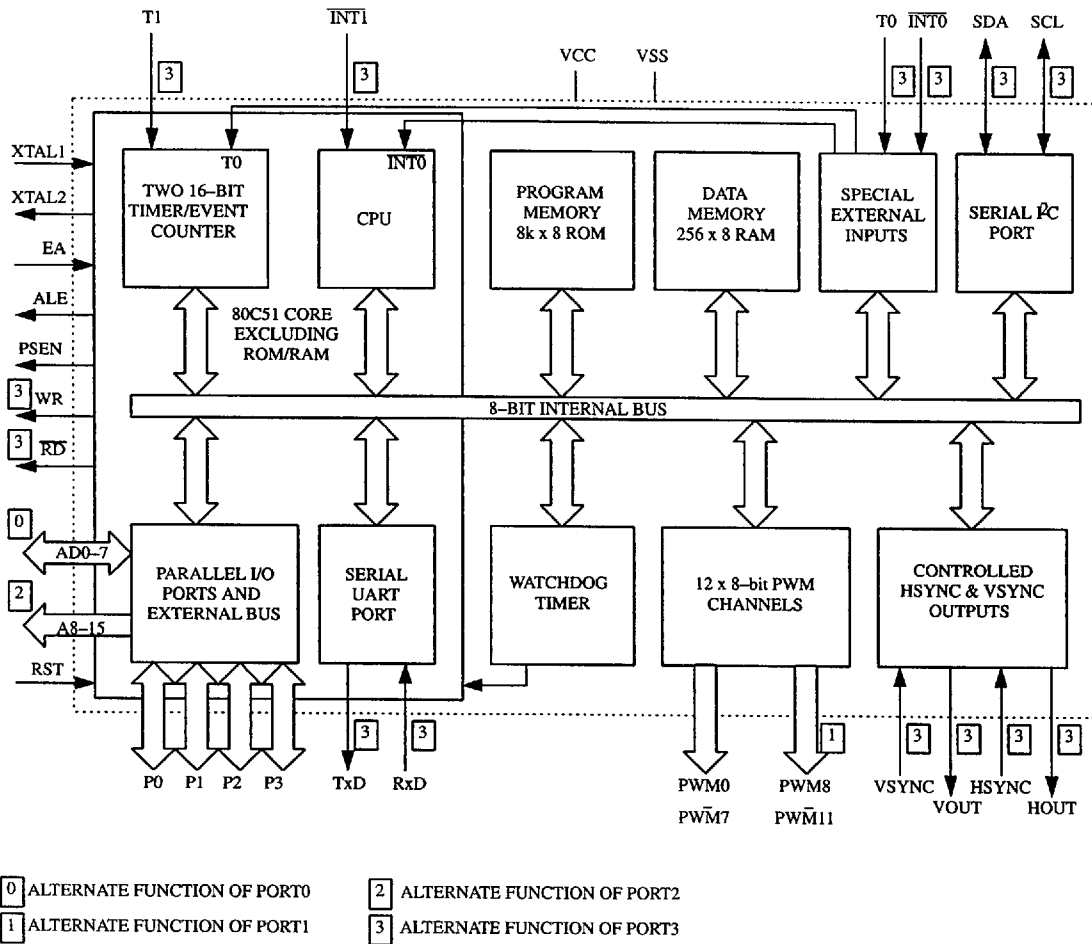 T1 INT1 VCC VSS T0 INT0 SDA SCL
3 3 3 3 3 3
XTAL1
XTAL2
EA
ALE
PSEN
3 WR
3 RD
0 AD0–7
2 A8–15
RST
T0
TWO 16–BIT
TIMER/EVENT
COUNTER
INT0
CPU
PROGRAM
MEMORY
8k x 8 ROM
DATA
MEMORY
256 x 8 RAM
SPECIAL
EXTERNAL
INPUTS
SERIAL I²C
PORT
80C51 CORE
EXCLUDING
ROM/RAM
8–BIT INTERNAL BUS
PARALLEL I/O
PORTS AND
EXTERNAL BUS
SERIAL
UART
PORT
WATCHDOG
TIMER
12 x 8–bit PWM
CHANNELS
CONTROLLED
HSYNC & VSYNC
OUTPUTS
3 3 1 3 3 3 3
P0 P1 P2 P3 TxD RxD PWM0 PWM8 VSYNC HSYNC
VOUT HOUT
PWM7 PWM11
0 ALTERNATE FUNCTION OF PORT0
2 ALTERNATE FUNCTION OF PORT2
1 ALTERNATE FUNCTION OF PORT1
3 ALTERNATE FUNCTION OF PORT3